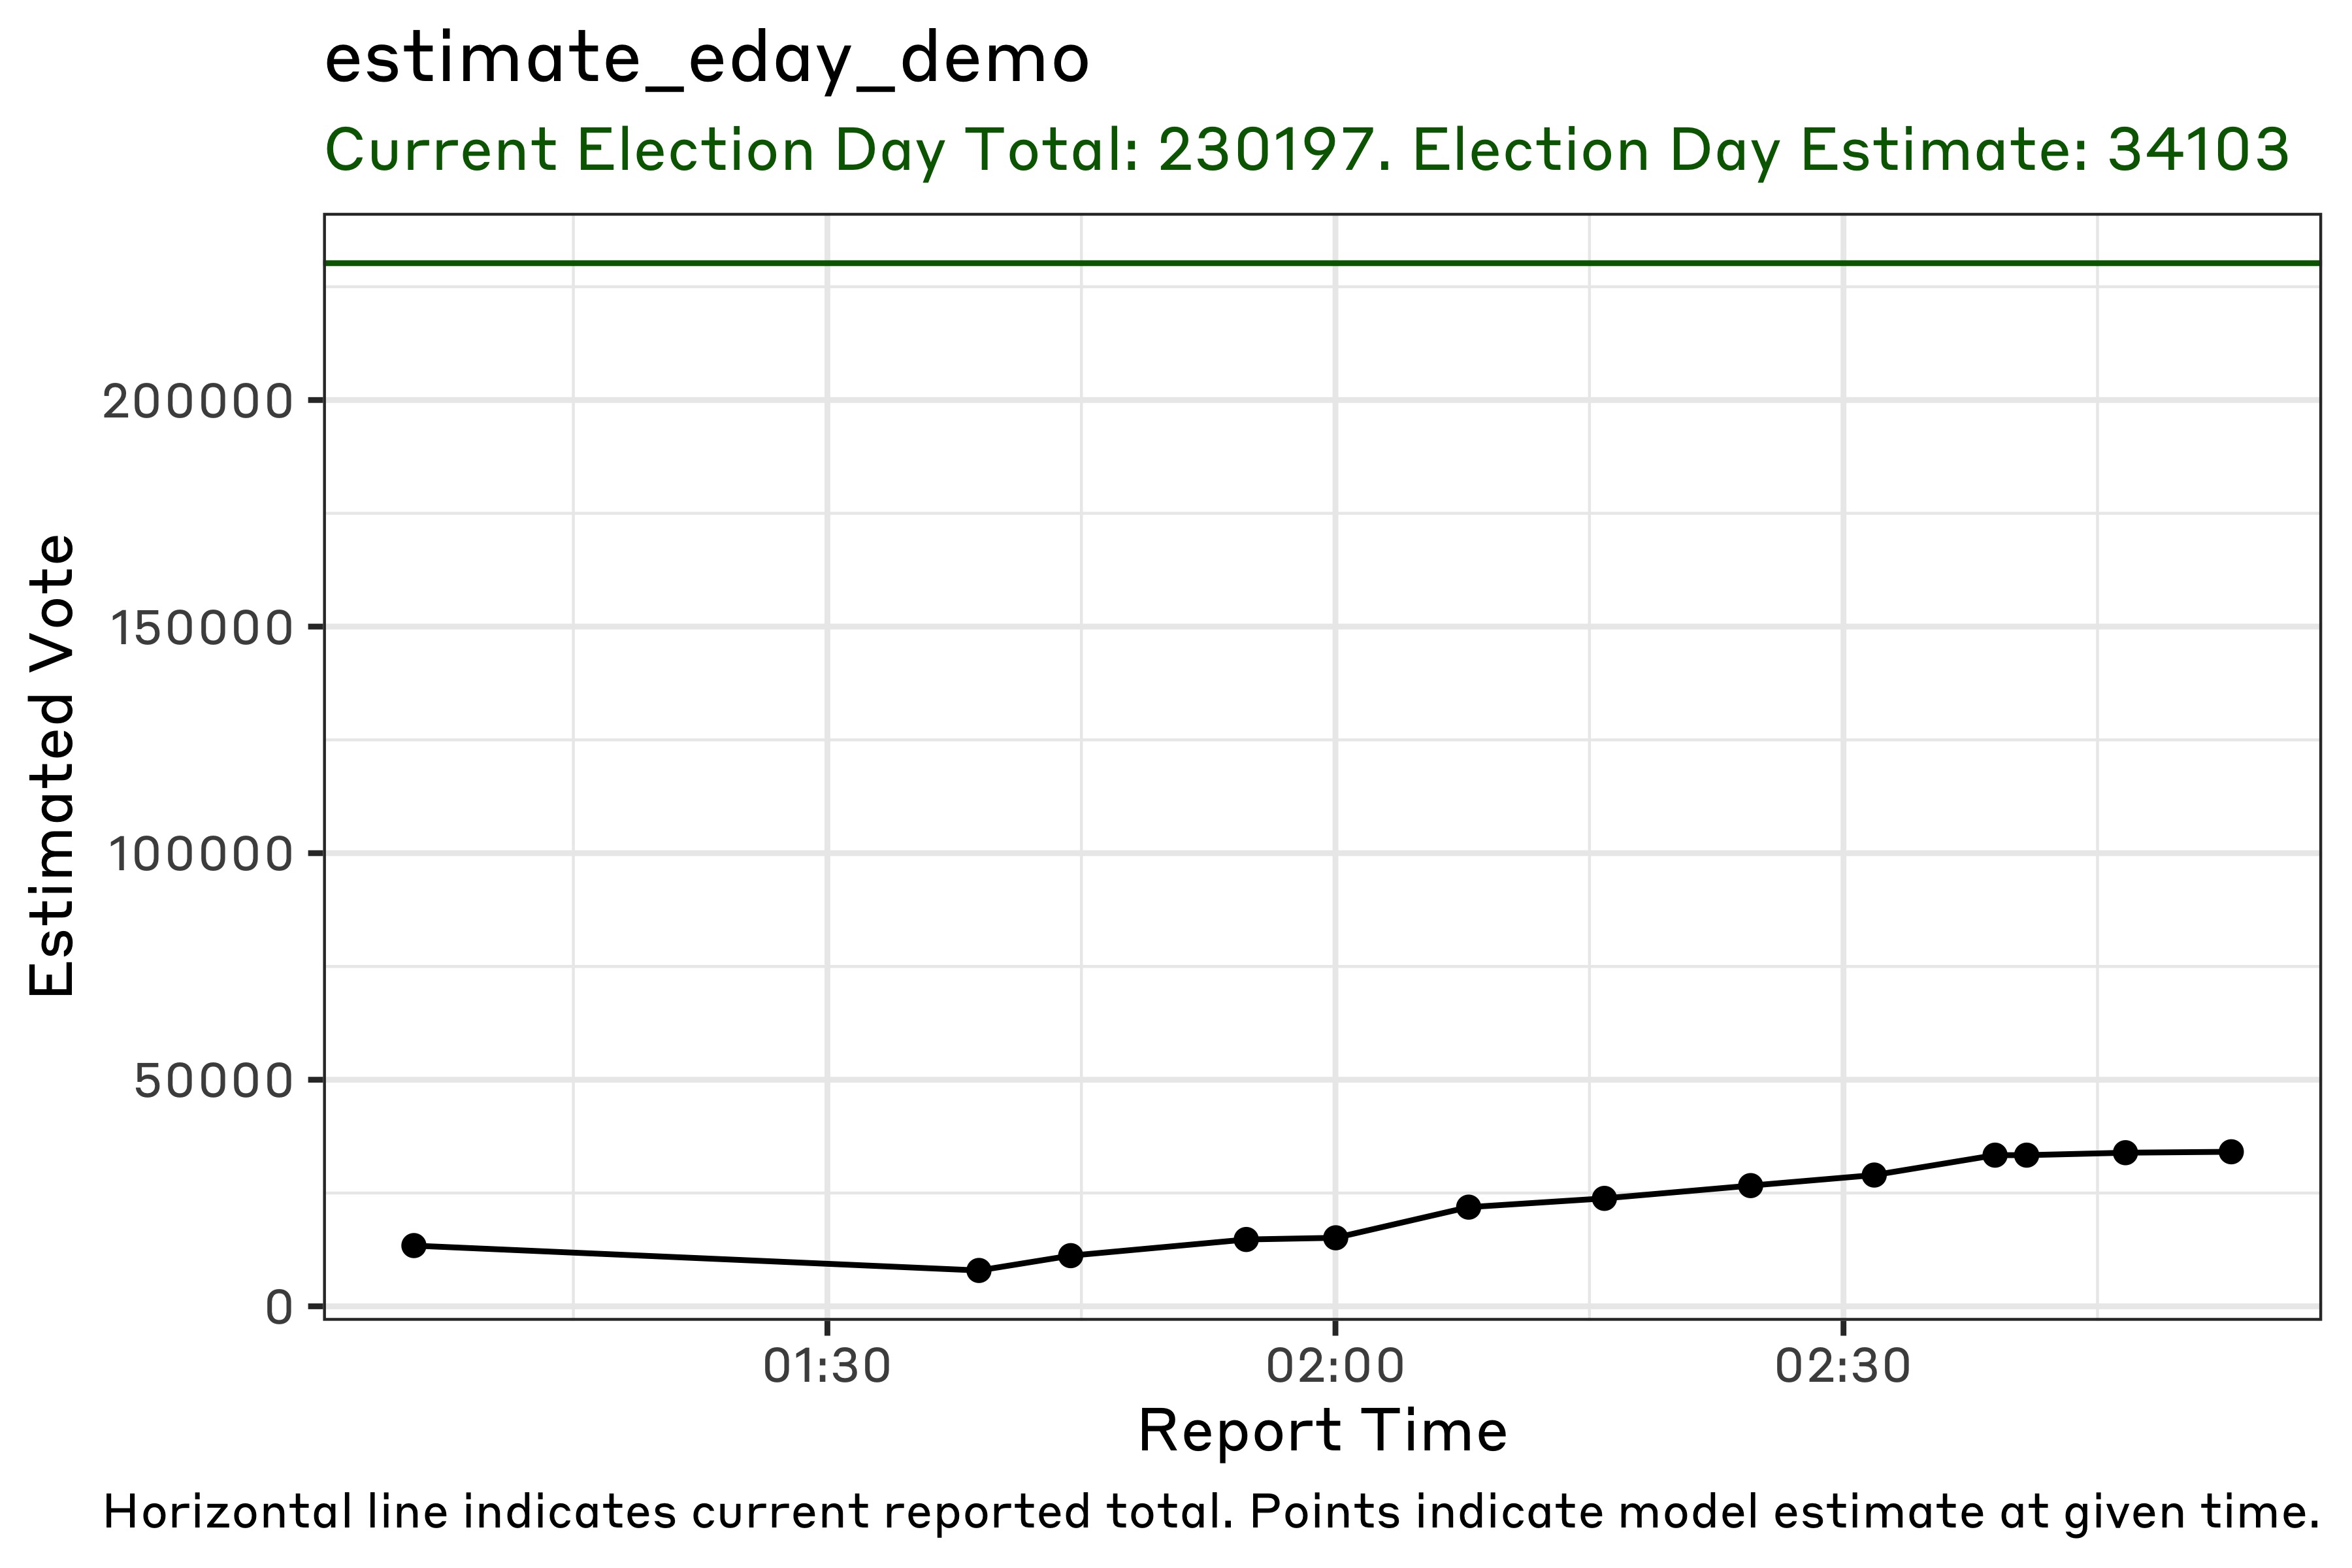 estimate_eday_demo
Current Election Day Total: 230197. Election Day Estimate: 34103
Estimated Vote
200000
150000
100000
50000
0
01:30 02:00 02:30
Report Time
Horizontal line indicates current reported total. Points indicate model estimate at given time.